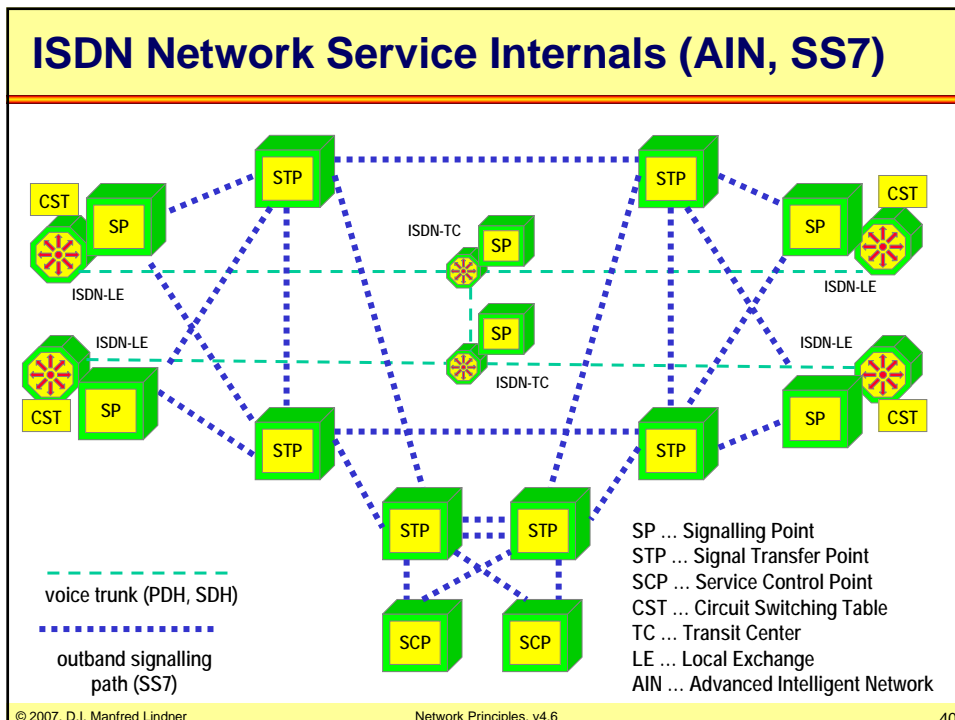 ISDN Network Service Internals (AIN, SS7)
STP
STP
CST
CST
SP
SP
ISDN-TC
SP
ISDN-LE
ISDN-LE
ISDN-LE
ISDN-LE
SP
ISDN-TC
CST
SP
SP
CST
STP
STP
STP
STP
SCP
SCP
voice trunk (PDH, SDH)
outband signalling
path (SS7)
SP ... Signalling Point
STP ... Signal Transfer Point
SCP ... Service Control Point
CST ... Circuit Switching Table
TC ... Transit Center
LE ... Local Exchange
AIN ... Advanced Intelligent Network
© 2007, D.I. Manfred Lindner
Network Principles, v4.6
40